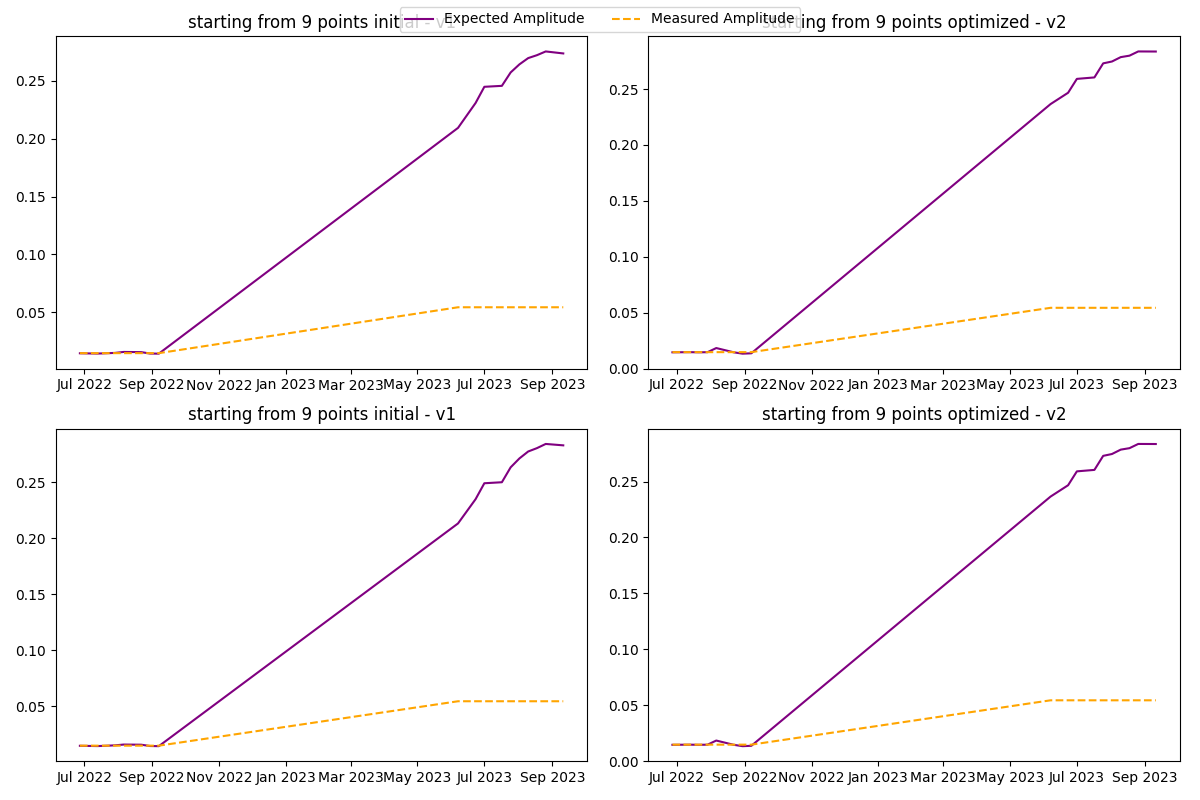 Expected Amplitude Measured Amplitude
starting from 9 points initial - v1
starting from 9 points optimized - v2
0.25
0.20
0.15
0.10
0.05
Jul 2022 Sep 2022 Nov 2022 Jan 2023 Mar 2023 May 2023 Jul 2023 Sep 2023
0.25
0.20
0.15
0.10
0.05
0.00
Jul 2022 Sep 2022 Nov 2022 Jan 2023 Mar 2023 May 2023 Jul 2023 Sep 2023
starting from 9 points initial - v1
0.25
0.20
0.15
0.10
0.05
Jul 2022 Sep 2022 Nov 2022 Jan 2023 Mar 2023 May 2023 Jul 2023 Sep 2023
starting from 9 points optimized - v2
0.25
0.20
0.15
0.10
0.05
0.00
Jul 2022 Sep 2022 Nov 2022 Jan 2023 Mar 2023 May 2023 Jul 2023 Sep 2023